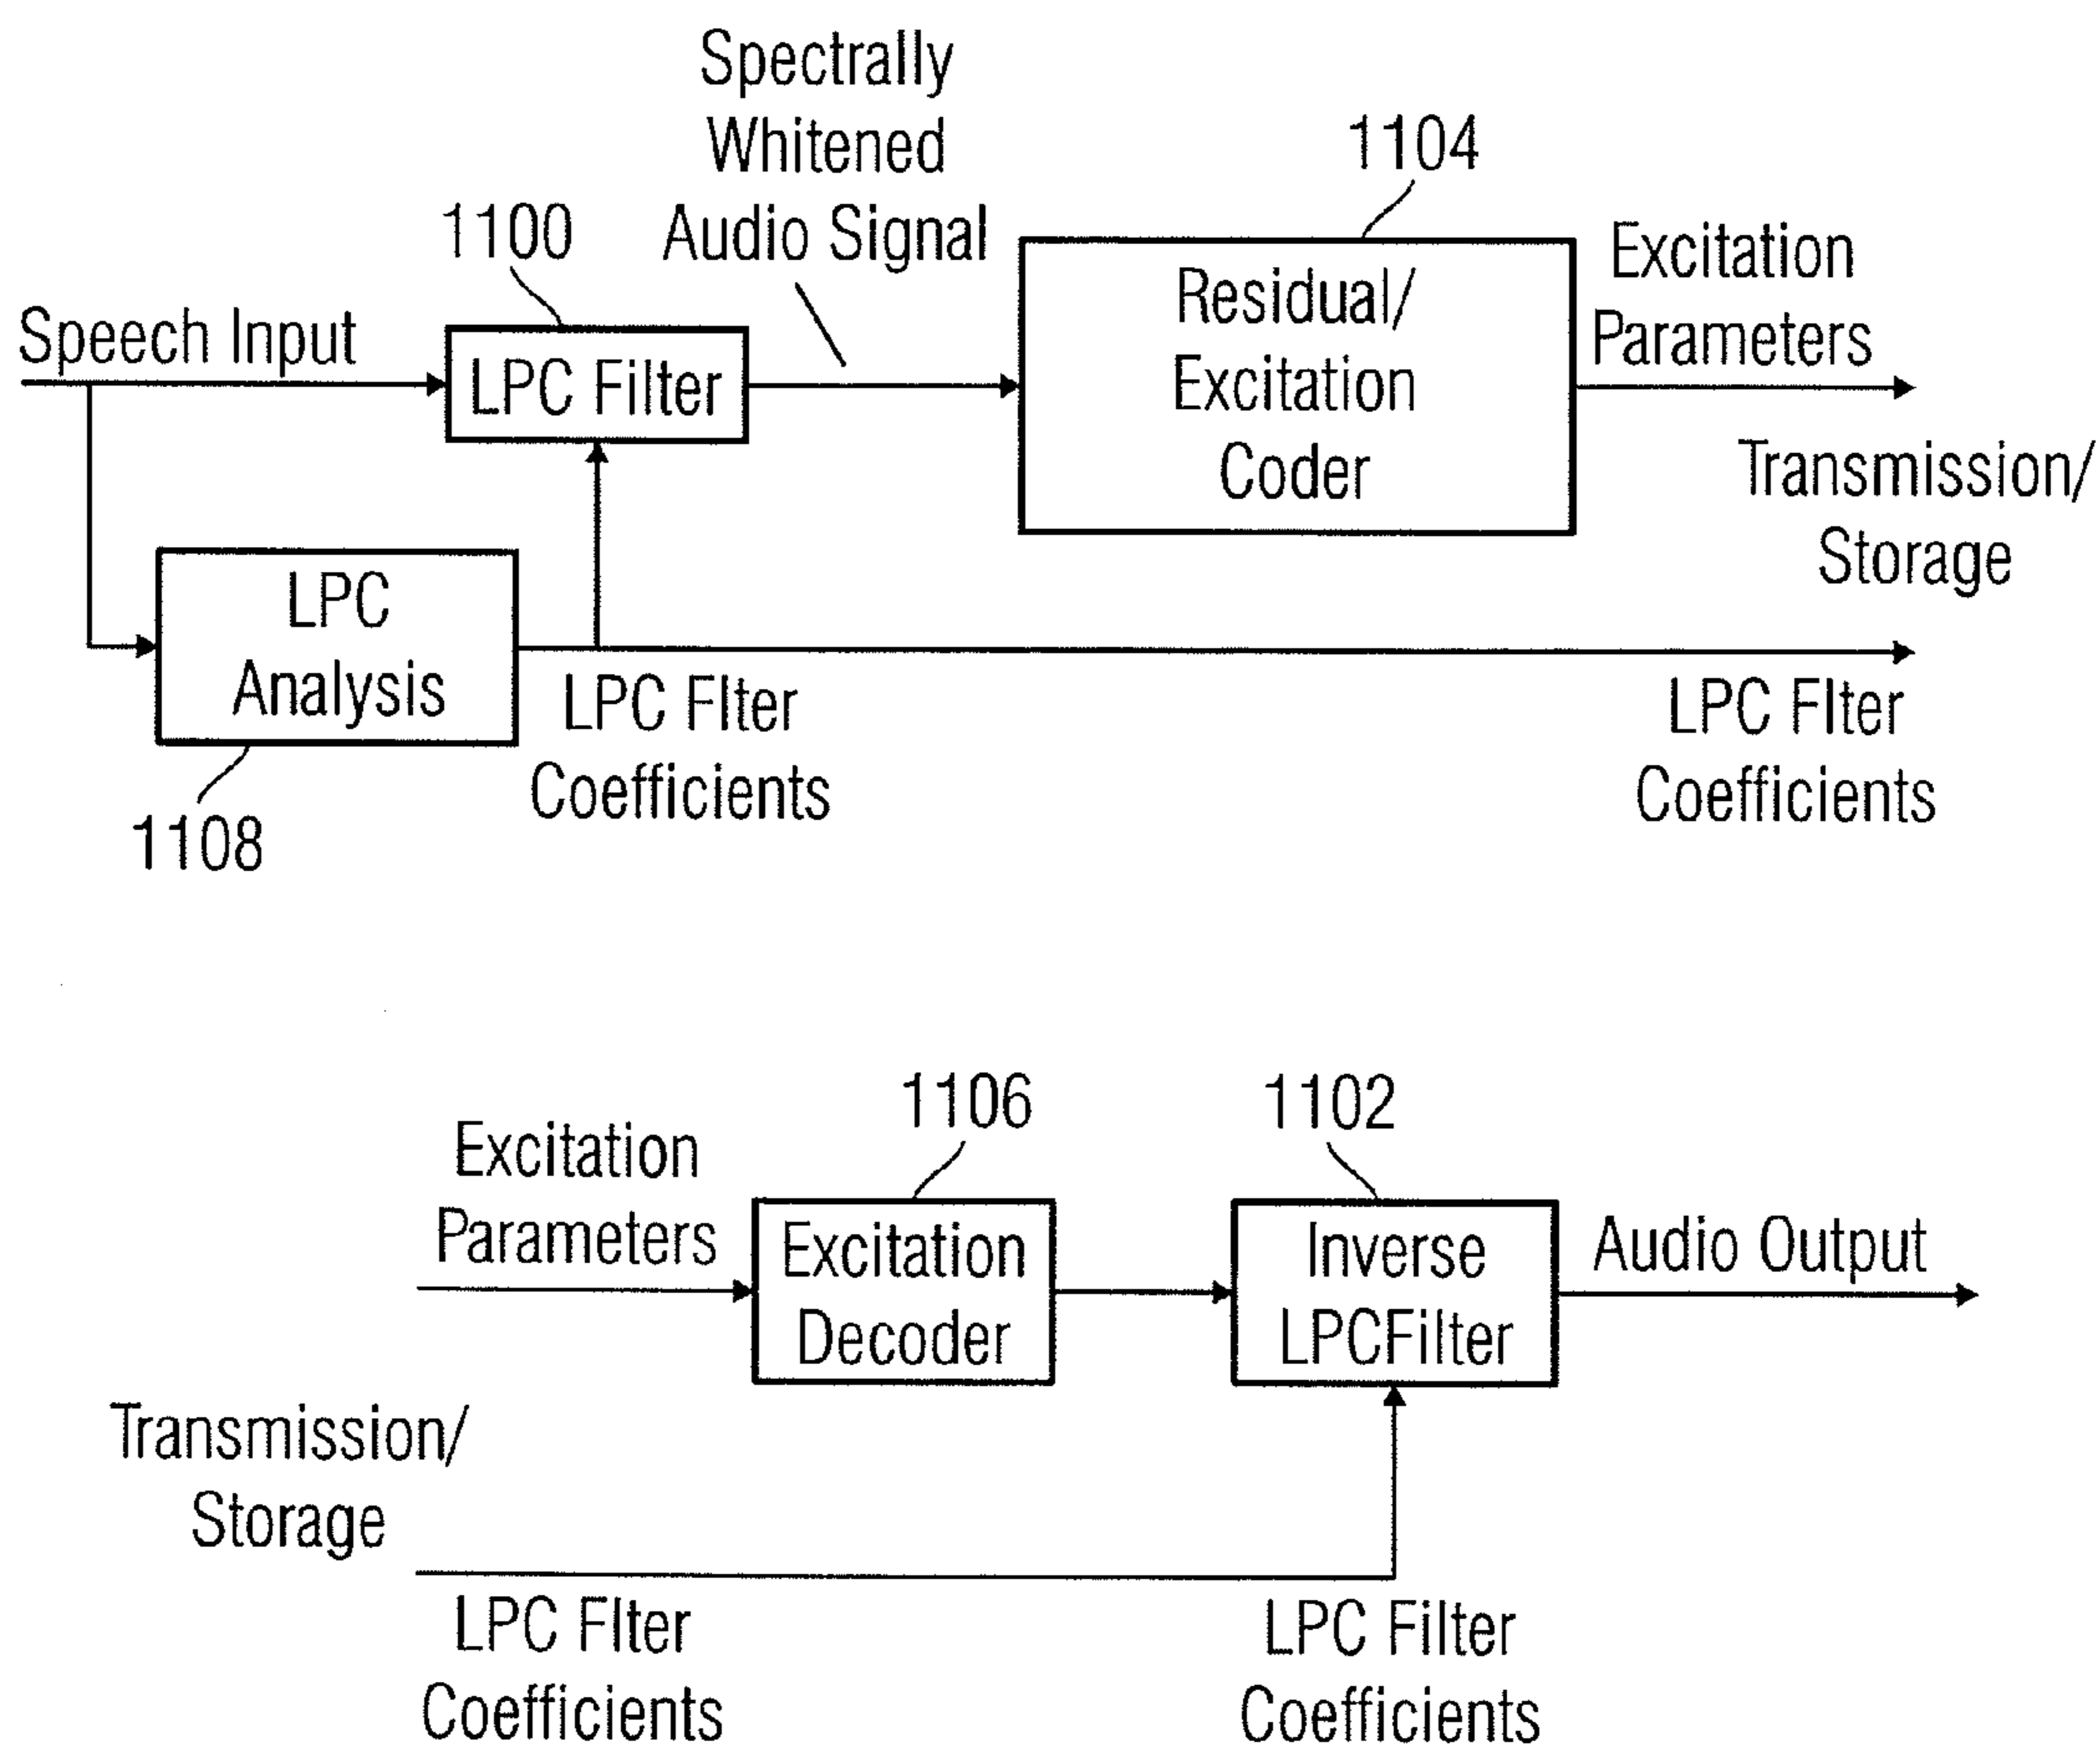 Spectrally
Whitened
Audio Signal
1104
1100
Excitation
Parameters
Speech Input
LPC Filter
Residual/
Excitation
Coder
Transmission/
Storage
LPC
Analysis
LPC Flter
Coefficients
LPC Flter
Coefficients
1108
1106
1102
Excitation
Parameters
Excitation
Decoder
Inverse
LPCFilter
Audio Output
Transmission/
Storage
LPC Flter
Coefficients
LPC Filter
Coefficients